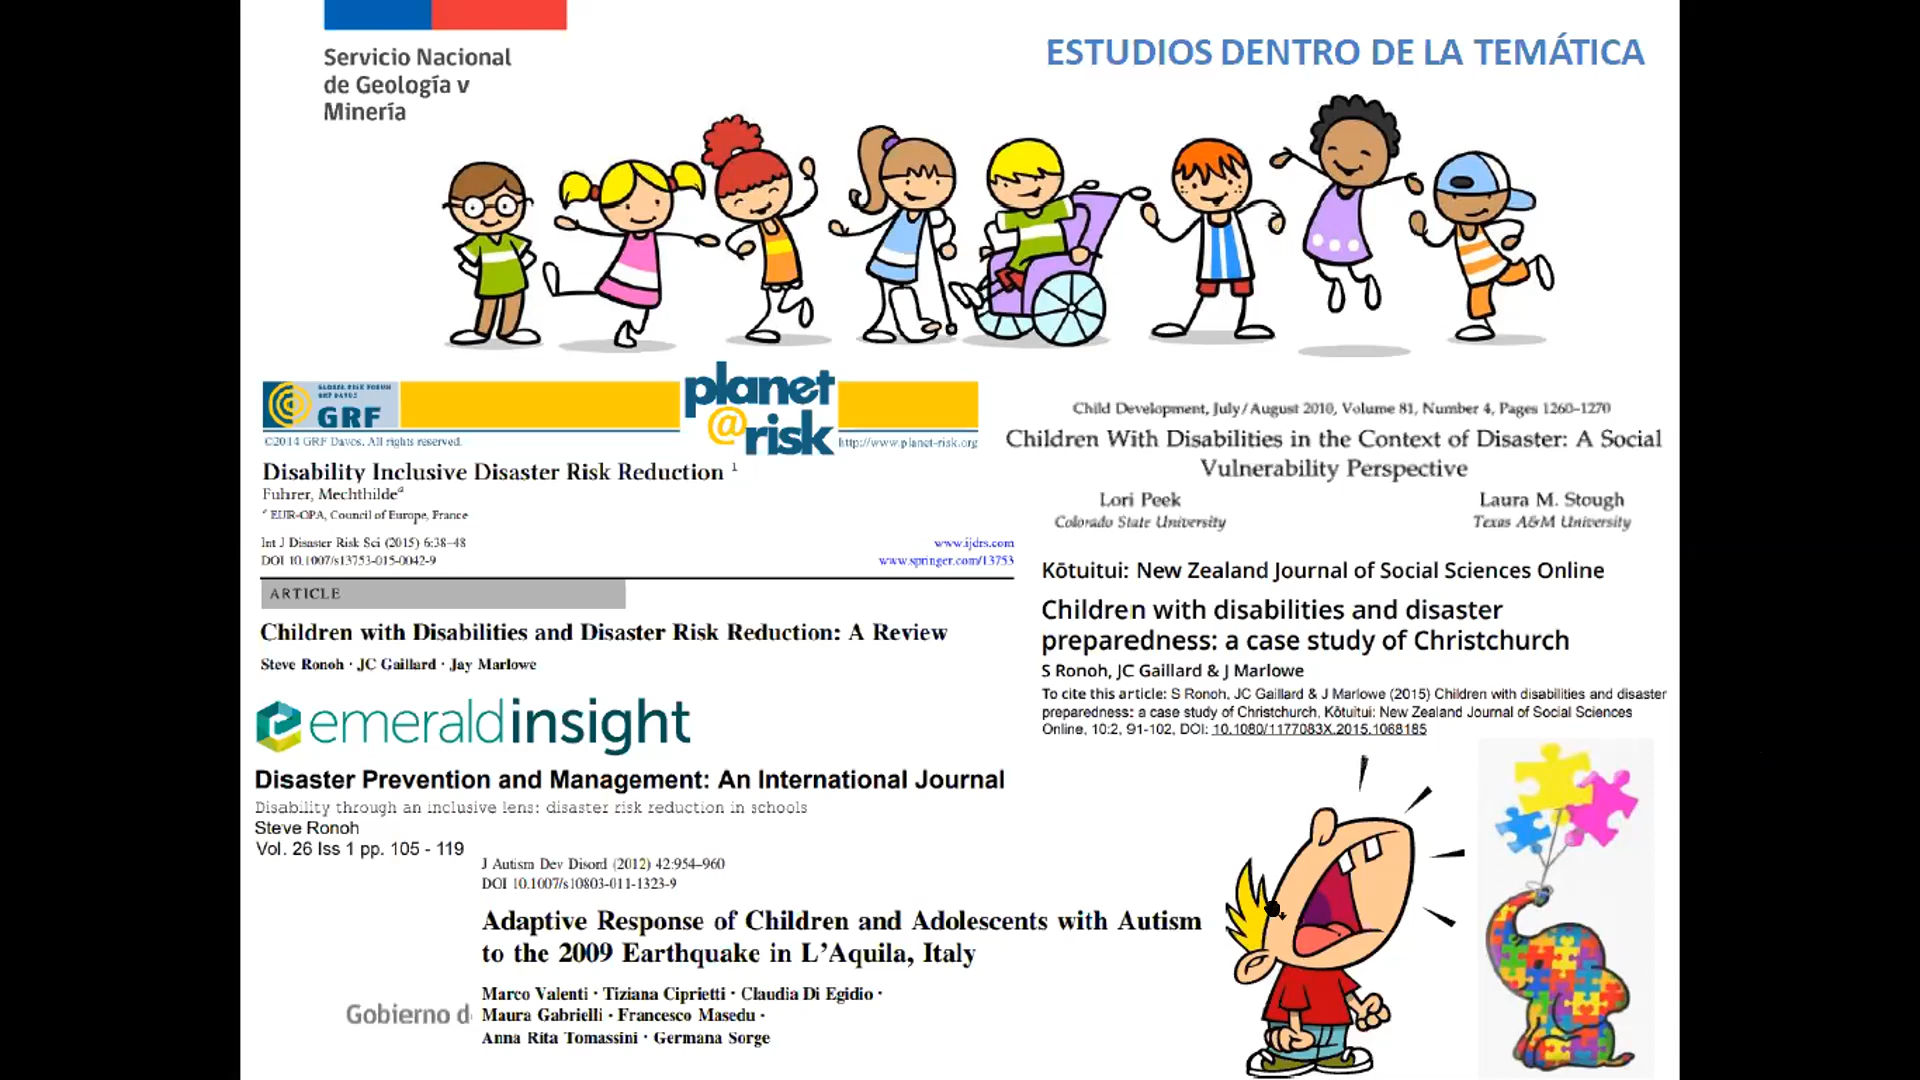 Servicio Nacional
de Geología y
Minería
ESTUDIOS DENTRO DE LA TEMÁTICA
GLOBAL RISK FORUM
GRF DAVOS
GRF
©2014 GRF Davos. All rights reserved.
planet
@risk
http://www.planet-risk.org
Disability Inclusive Disaster Risk Reduction 1
Fuhrer, Mechthilde a
a EUR-OPA, Council of Europe, France
Int J Disaster Risk Sci (2015) 6:38–48
DOI 10.1007/s13753-015-0042-9
www.ijdrs.com
www.springer.com/13753
ARTICLE
Children with Disabilities and Disaster Risk Reduction: A Review
Steve Ronoh · JC Gaillard · Jay Marlowe
emeraldinsight
Disaster Prevention and Management: An International Journal
Disability through an inclusive lens: disaster risk reduction in schools
Steve Ronoh
Vol. 26 Iss 1 pp. 105 - 119
Child Development, July/August 2010, Volume 81, Number 4, Pages 1260–1270
Children With Disabilities in the Context of Disaster: A Social
Vulnerability Perspective
Lori Peek
Colorado State University
Laura M. Stough
Texas A&M University
Kōtuitui: New Zealand Journal of Social Sciences Online
Children with disabilities and disaster
preparedness: a case study of Christchurch
S Ronoh, JC Gaillard & J Marlowe
To cite this article: S Ronoh, JC Gaillard & J Marlowe (2015) Children with disabilities and disaster
preparedness: a case study of Christchurch, Kōtuitui: New Zealand Journal of Social Sciences
Online, 10:2, 91-102, DOI: 10.1080/1177083X.2015.1068185
J Autism Dev Disord (2012) 42:954–960
DOI 10.1007/s10803-011-1323-9
Adaptive Response of Children and Adolescents with Autism
to the 2009 Earthquake in L'Aquila, Italy
Marco Valenti · Tiziana Ciprietti · Claudia Di Egidio ·
Maura Gabrielli · Francesco Masedu ·
Anna Rita Tomassini · Germana Sorge
Gobierno d